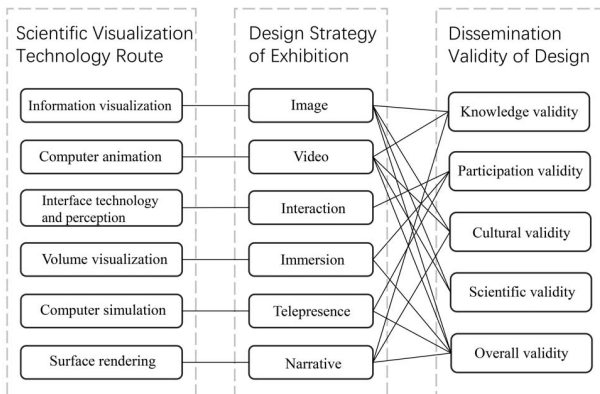 Scientific Visualization
Technology Route
Information visualization
Computer animation
Interface technology
and perception
Volume visualization
Computer simulation
Surface rendering
Design Strategy
of Exhibition
Image
Video
Interaction
Immersion
Telepresence
Narrative
Dissemination
Validity of Design
Knowledge validity
Participation validity
Cultural validity
Scientific validity
Overall validity